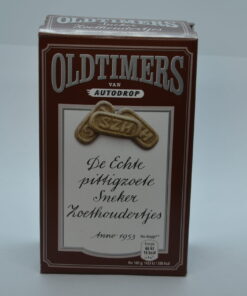 OLDTIMERS
VAN
AUTODROP
De Echte
pittigzoete
Sneker
Zoethoudertjes
Anno 1953